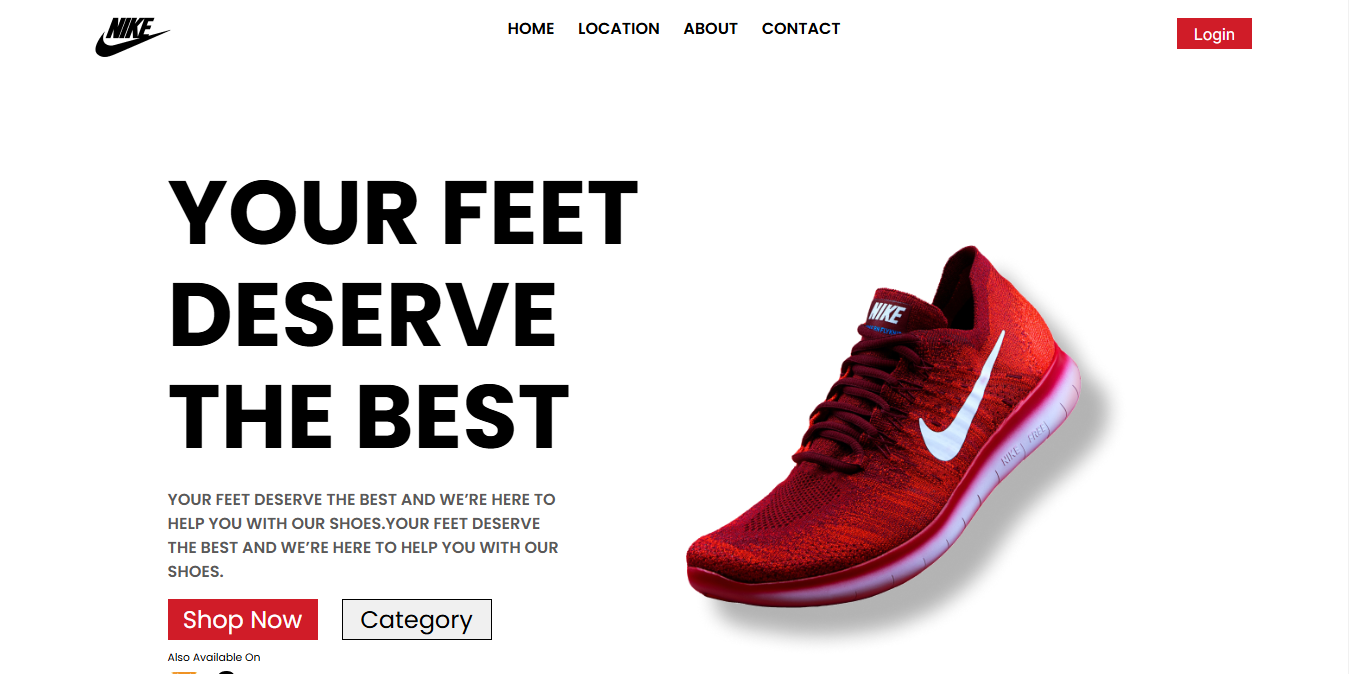 NIKE
HOME LOCATION ABOUT CONTACT
Login
YOUR FEET
DESERVE
THE BEST
NIKE
NIKE FREE
YOUR FEET DESERVE THE BEST AND WE’RE HERE TO
HELP YOU WITH OUR SHOES.YOUR FEET DESERVE
THE BEST AND WE’RE HERE TO HELP YOU WITH OUR
SHOES.
Shop Now Category
Also Available On